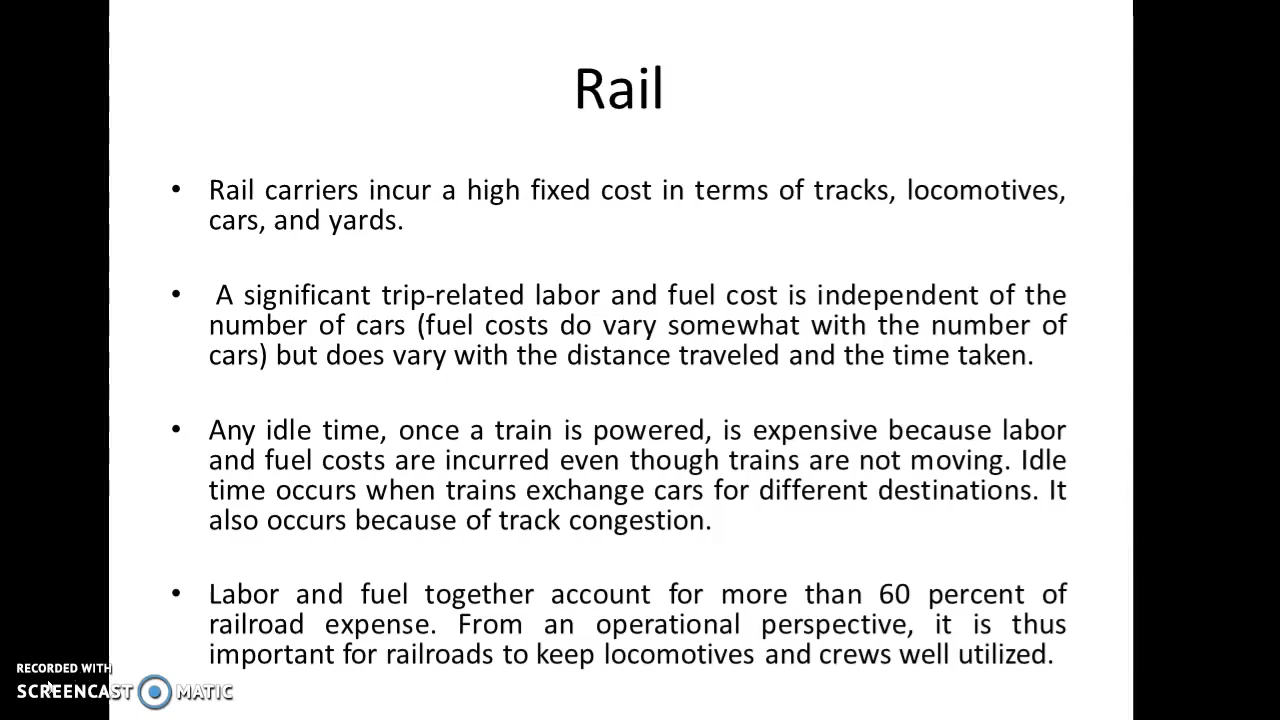 Rail
• Rail carriers incur a high fixed cost in terms of tracks, locomotives,
cars, and yards.
• A significant trip-related labor and fuel cost is independent of the
number of cars (fuel costs do vary somewhat with the number of
cars) but does vary with the distance traveled and the time taken.
• Any idle time, once a train is powered, is expensive because labor
and fuel costs are incurred even though trains are not moving. Idle
time occurs when trains exchange cars for different destinations. It
also occurs because of track congestion.
• Labor and fuel together account for more than 60 percent of
railroad expense. From an operational perspective, it is thus
important for railroads to keep locomotives and crews well utilized.
RECORDED WITH
SCREENCAST MATIC